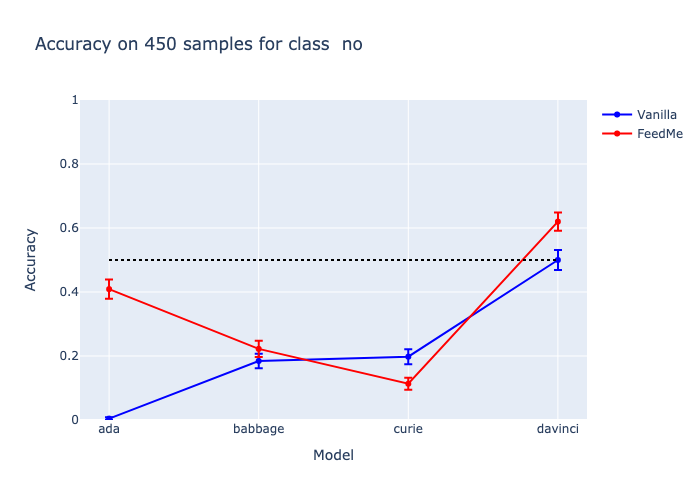 Accuracy on 450 samples for class  no
Vanilla
FeedMe
1
0.8
0.6
0.4
0.2
0
Accuracy
ada
babbage
curie
davinci
Model